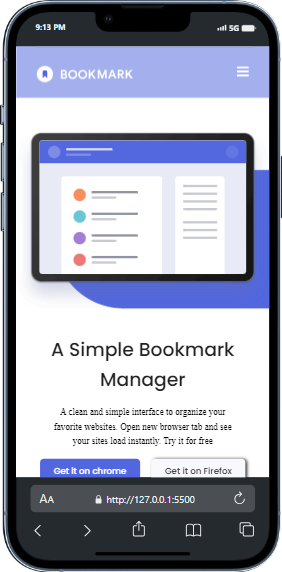 9:13 PM
5G
BOOKMARK
A Simple Bookmark
Manager
A clean and simple interface to organize your
favorite websites. Open new browser tab and see
your sites load instantly. Try it for free
Get it on chrome
Get it on Firefox
AA
http://127.0.0.1:5500